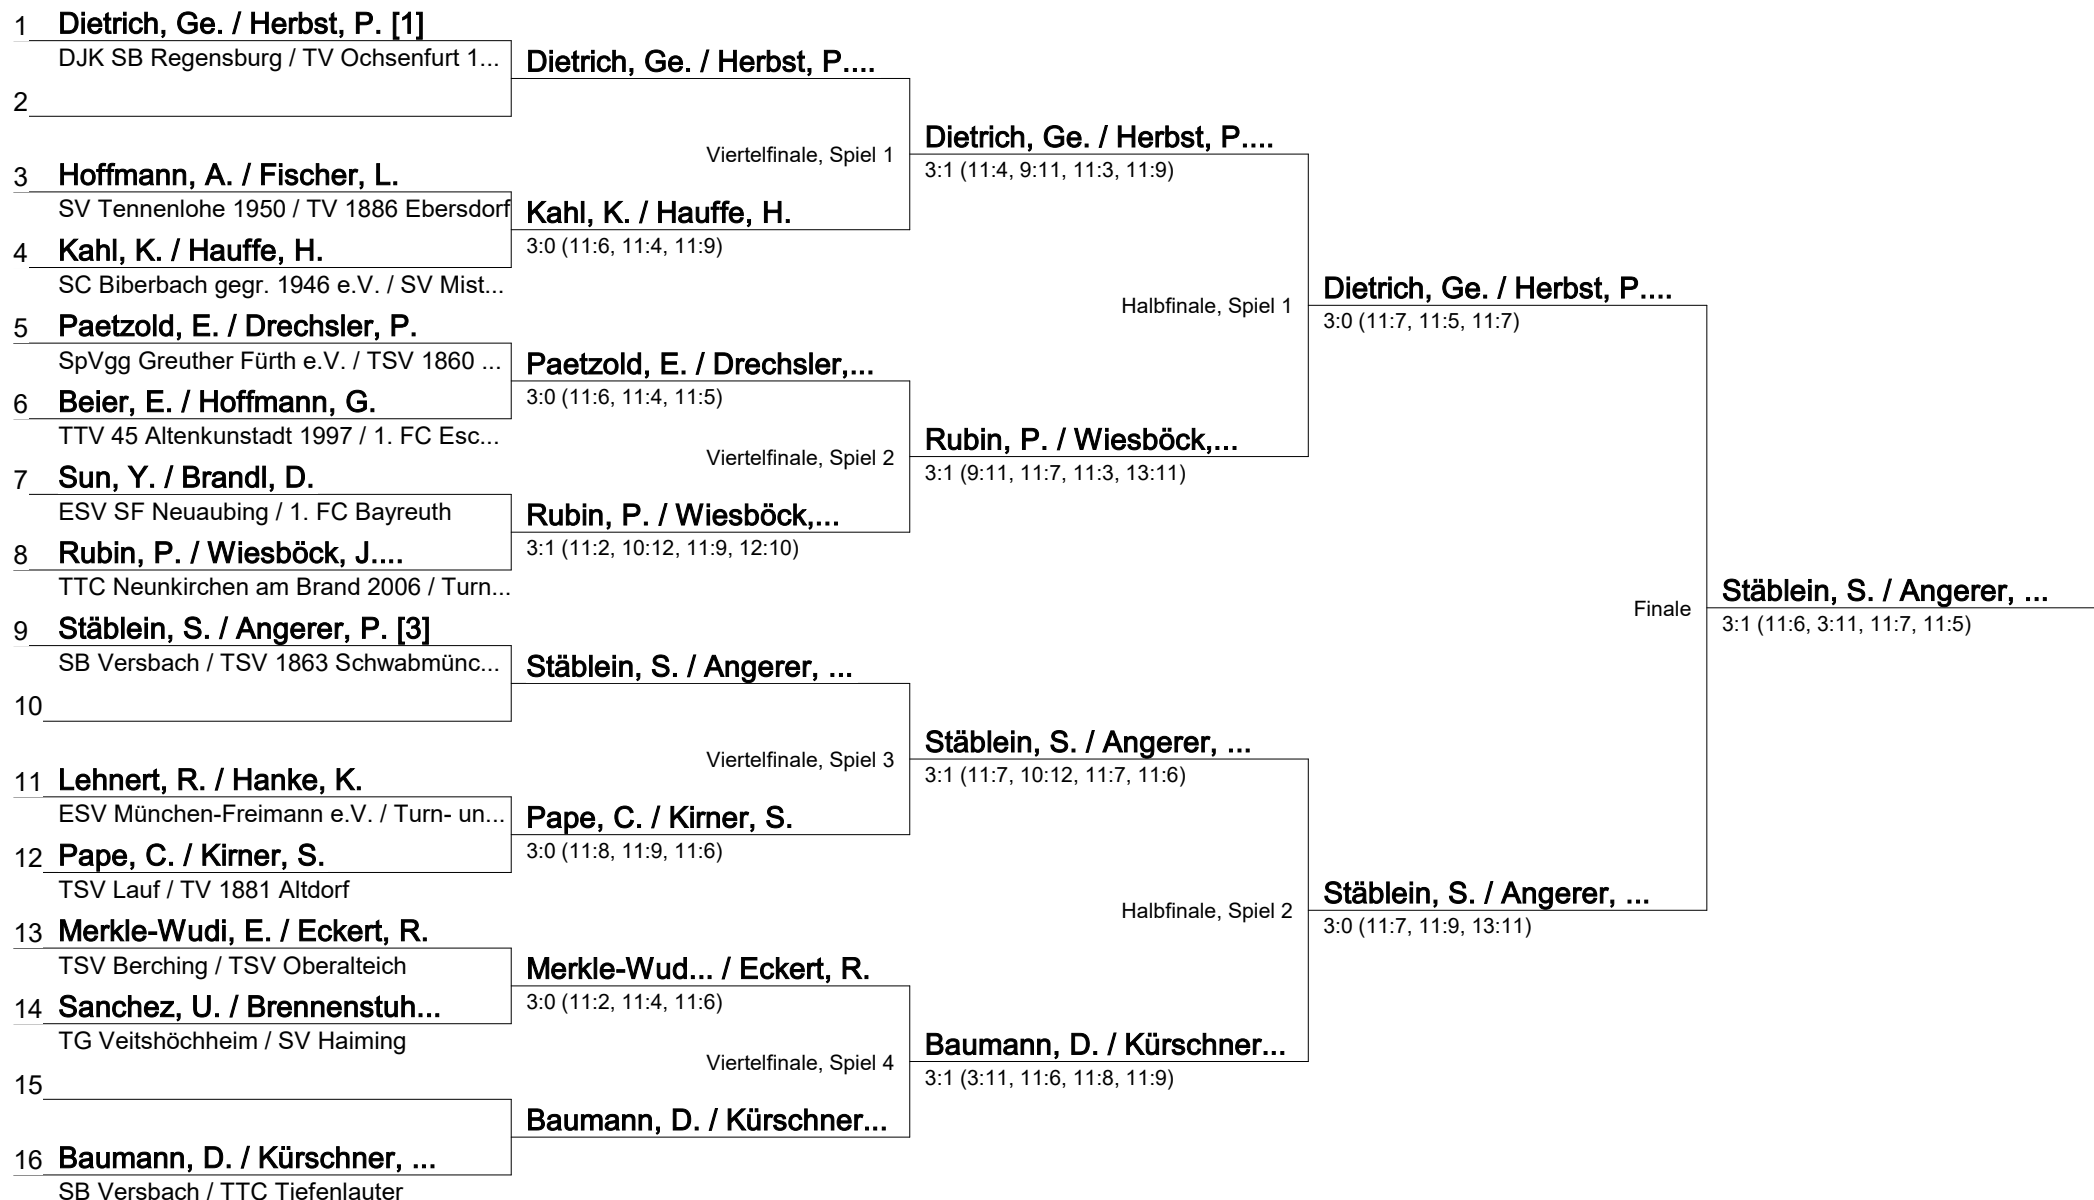 1 Dietrich, Ge. / Herbst, P. [1]
DJK SB Regensburg / TV Ochsenfurt 1...
Dietrich, Ge. / Herbst, P....
2
Viertelfinale, Spiel 1
Dietrich, Ge. / Herbst, P....
3:1 (11:4, 9:11, 11:3, 11:9)
3 Hoffmann, A. / Fischer, L.
SV Tennenlohe 1950 / TV 1886 Ebersdorf
Kahl, K. / Hauffe, H.
3:0 (11:6, 11:4, 11:9)
4 Kahl, K. / Hauffe, H.
SC Biberbach gegr. 1946 e.V. / SV Mist...
Halbfinale, Spiel 1
Dietrich, Ge. / Herbst, P....
3:0 (11:7, 11:5, 11:7)
5 Paetzold, E. / Drechsler, P.
SpVgg Greuther Fürth e.V. / TSV 1860 ...
Paetzold, E. / Drechsler,...
3:0 (11:6, 11:4, 11:5)
6 Beier, E. / Hoffmann, G.
TTV 45 Altenkunstadt 1997 / 1. FC Esc...
Viertelfinale, Spiel 2
Rubin, P. / Wiesböck,...
3:1 (9:11, 11:7, 11:3, 13:11)
7 Sun, Y. / Brandl, D.
ESV SF Neuaubing / 1. FC Bayreuth
Rubin, P. / Wiesböck,...
3:1 (11:2, 10:12, 11:9, 12:10)
8 Rubin, P. / Wiesböck, J....
TTC Neunkirchen am Brand 2006 / Turn...
Finale
Stäblein, S. / Angerer, ...
3:1 (11:6, 3:11, 11:7, 11:5)
9 Stäblein, S. / Angerer, P. [3]
SB Versbach / TSV 1863 Schwabmünc...
Stäblein, S. / Angerer, ...
10
Viertelfinale, Spiel 3
Stäblein, S. / Angerer, ...
3:1 (11:7, 10:12, 11:7, 11:6)
11 Lehnert, R. / Hanke, K.
ESV München-Freimann e.V. / Turn- un...
Pape, C. / Kirner, S.
3:0 (11:8, 11:9, 11:6)
12 Pape, C. / Kirner, S.
TSV Lauf / TV 1881 Altdorf
Halbfinale, Spiel 2
Stäblein, S. / Angerer, ...
3:0 (11:7, 11:9, 13:11)
13 Merkle-Wudi, E. / Eckert, R.
TSV Berching / TSV Oberalteich
Merkle-Wud... / Eckert, R.
3:0 (11:2, 11:4, 11:6)
14 Sanchez, U. / Brennenstuh...
TG Veitshöchheim / SV Haiming
Viertelfinale, Spiel 4
Baumann, D. / Kürschner...
3:1 (3:11, 11:6, 11:8, 11:9)
15
Baumann, D. / Kürschner...
16 Baumann, D. / Kürschner, ...
SB Versbach / TTC Tiefenlauter